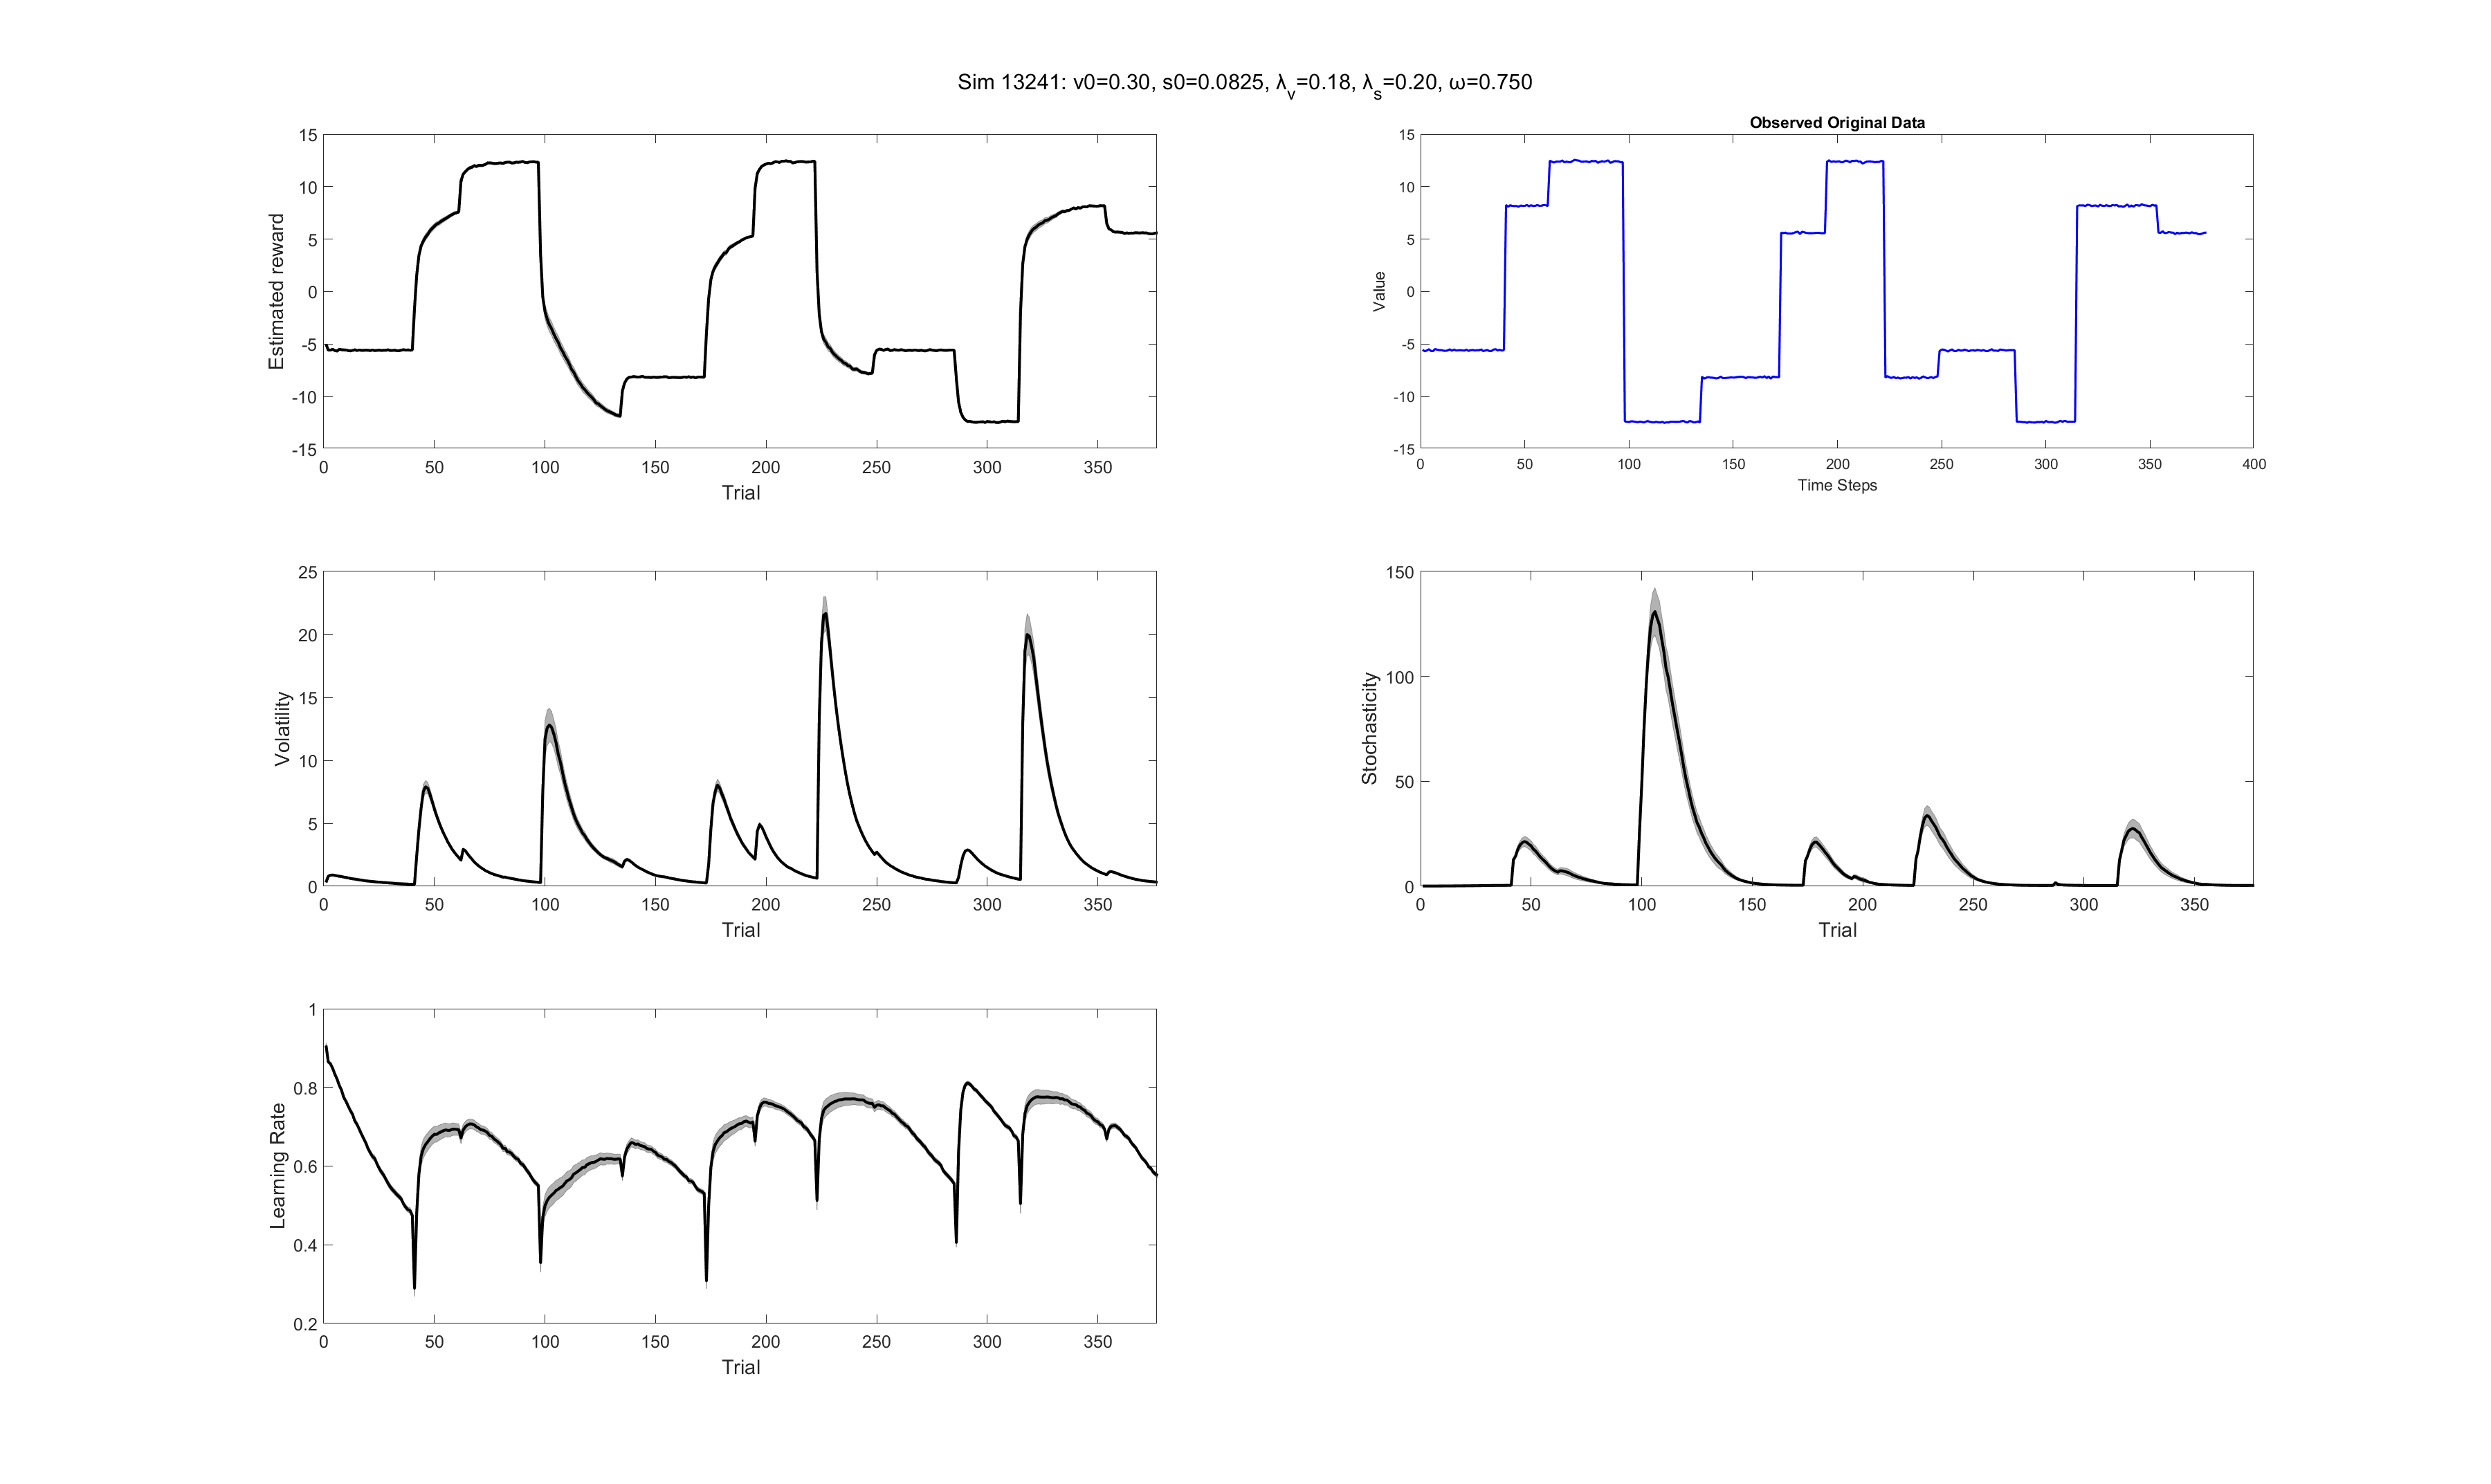 Sim 13241: v0=0.30, s0=0.0825, λv=0.18, λs=0.20, ω=0.750
Estimated reward
15
10
5
0
-5
-10
-15
0 50 100 150 200 250 300 350
Trial
Observed Original Data
Value
15
10
5
0
-5
-10
-15
0 50 100 150 200 250 300 350 400
Time Steps
Volatility
25
20
15
10
5
0
0 50 100 150 200 250 300 350
Trial
Stochasticity
150
100
50
0
0 50 100 150 200 250 300 350
Trial
Learning Rate
1
0.8
0.6
0.4
0.2
0 50 100 150 200 250 300 350
Trial